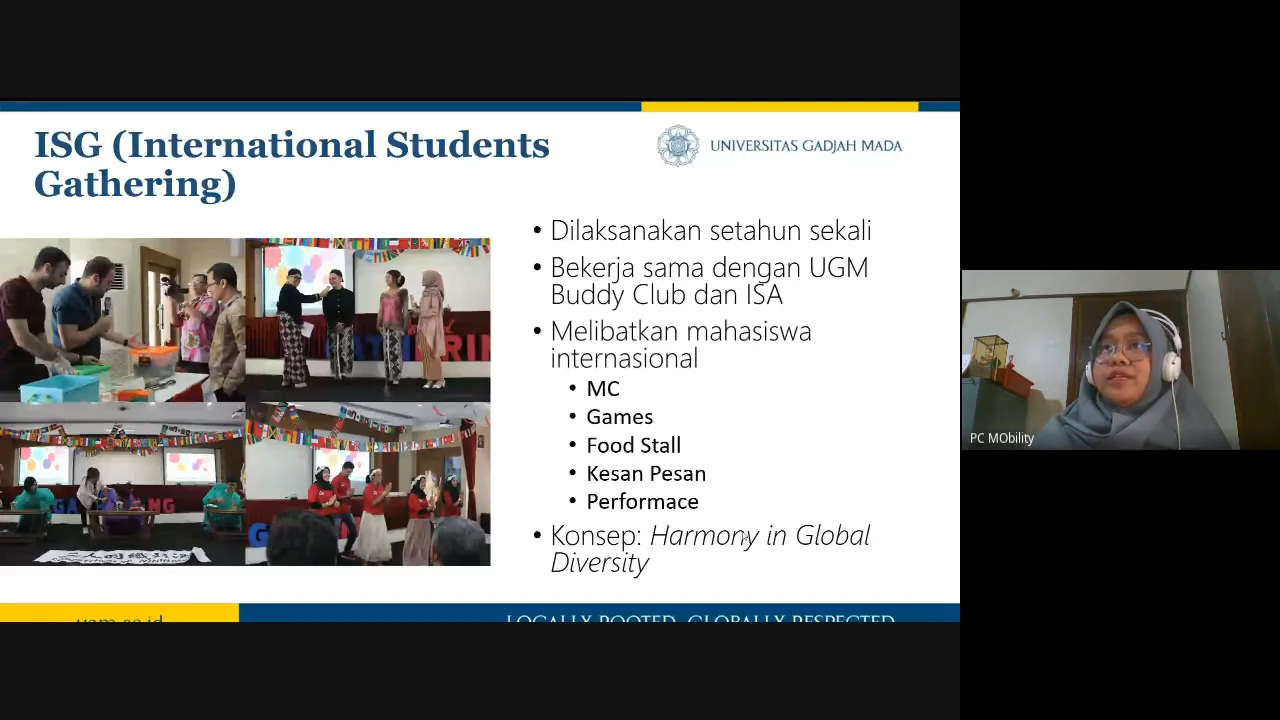 ISG (International Students
Gathering)
UNIVERSITAS GADJAH MADA
• Dilaksanakan setahun sekali
• Bekerja sama dengan UGM
Buddy Club dan ISA
• Melibatkan mahasiswa
internasional
• MC
• Games
• Food Stall
• Kesan Pesan
• Performace
• Konsep: Harmony in Global
Diversity
ugm.ac.id
LOCALLY ROOTED, GLOBALLY RESPECTED
PC MObility